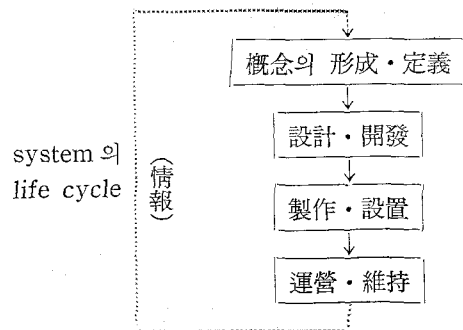 概念의 形成・定義
設計・開發
system의
life cycle
(情報)
製作・設置
運營・維持